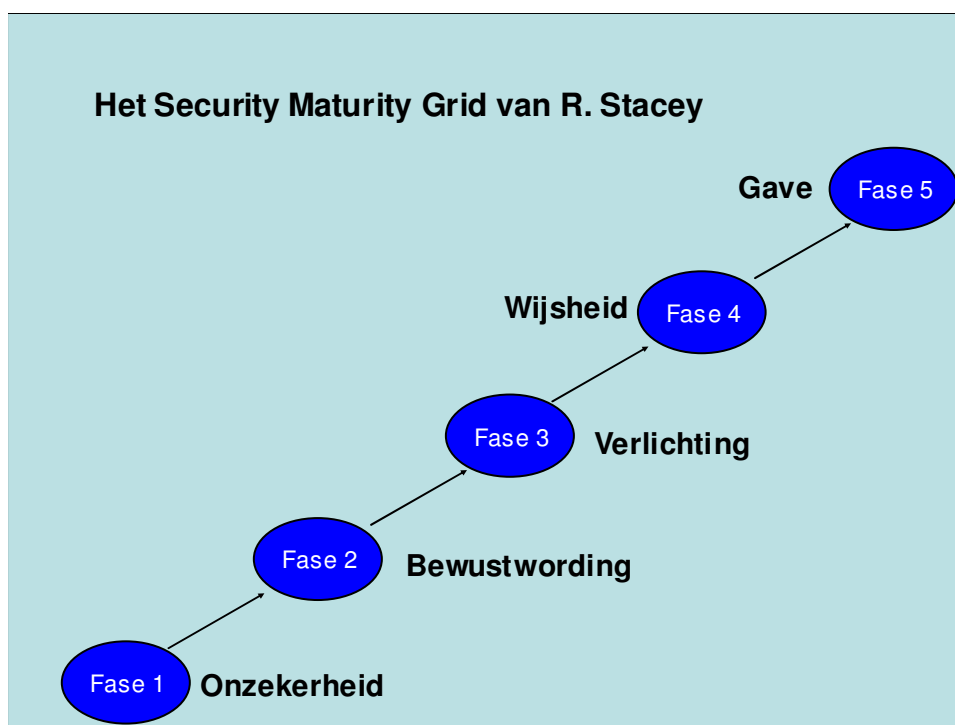 Het Security Maturity Grid van R. Stacey
Gave Fase 5
Wijsheid Fase 4
Fase 3 Verlichting
Fase 2 Bewustwording
Fase 1 Onzekerheid